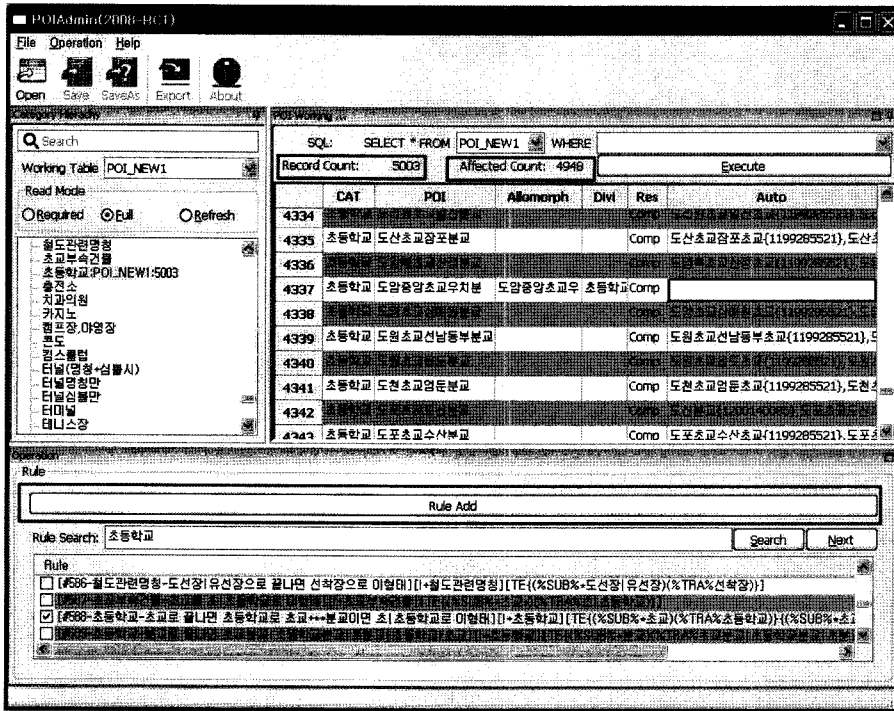 POIAdmin(2008-RC1)
File Operation Help
Open Save SaveAs Export About
Category Hierachy
POI Working ...
Search
SQL: SELECT * FROM POI_NEW1 WHERE
Working Table POI_NEW1
Record Count: 5003 Affected Count: 4948 Execute
Read Mode
Required Full Refresh
CAT POI Allomorph Divi Res Auto
철도관련명칭
초교부속건물
초등학교:POI_NEW1:5003
충전소
치과의원
카지노
캠프장,야영장
콘도
킴스클럽
터널(명칭+심볼시)
터널명칭만
터널심볼만
터미널
테니스장
4334
4335 초등학교 도산초교잠포분교 Comp 도산초교잠포초교{1199285521},도산초
4336
4337 초등학교 도암중앙초교우치분 도암중앙초교우 초등학교 Comp
4338
4339 초등학교 도원초교선남동부분교 Comp 도원초교선남동부초교{1199285521},도
4340
4341 초등학교 도천초교엄둔분교 Comp 도천초교엄둔초교{1199285521},도천초
4342
4343 초등학교 도포초교수산분교 Comp 도포초교수산초교{1199285521},도포초
Operation
Rule
Rule Add
Rule Search: 초등학교 Search Next
Rule
[#586-철도관련명칭-도선장|유선장으로 끝나면 선착장으로 이형태][I+철도관련명칭][TE{(%SUB%*도선장|유선장)(%TRA%선착장)}]
[#588-초등학교-초교로 끝나면 초등학교로 초교+**분교이면 초|초등학교로 이형태][I+초등학교][TE{(%SUB%*초교)(%TRA%초등학교)}{(%SUB%*초교